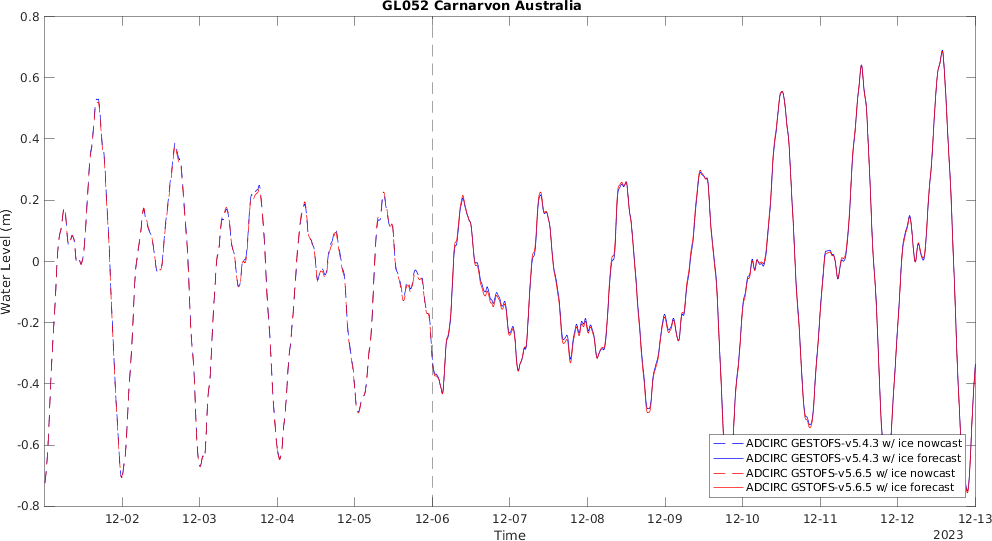 GL052 Carnarvon Australia
0.8
0.6
0.4
0.2
0
-0.2
-0.4
-0.6
-0.8
Water Level (m)
ADCIRC GESTOFS-v5.4.3 w/ ice nowcast
ADCIRC GESTOFS-v5.4.3 w/ ice forecast
ADCIRC GSTOFS-v5.6.5 w/ ice nowcast
ADCIRC GSTOFS-v5.6.5 w/ ice forecast
12-02 12-03 12-04 12-05 12-06 12-07 12-08 12-09 12-10 12-11 12-12 12-13
Time
2023